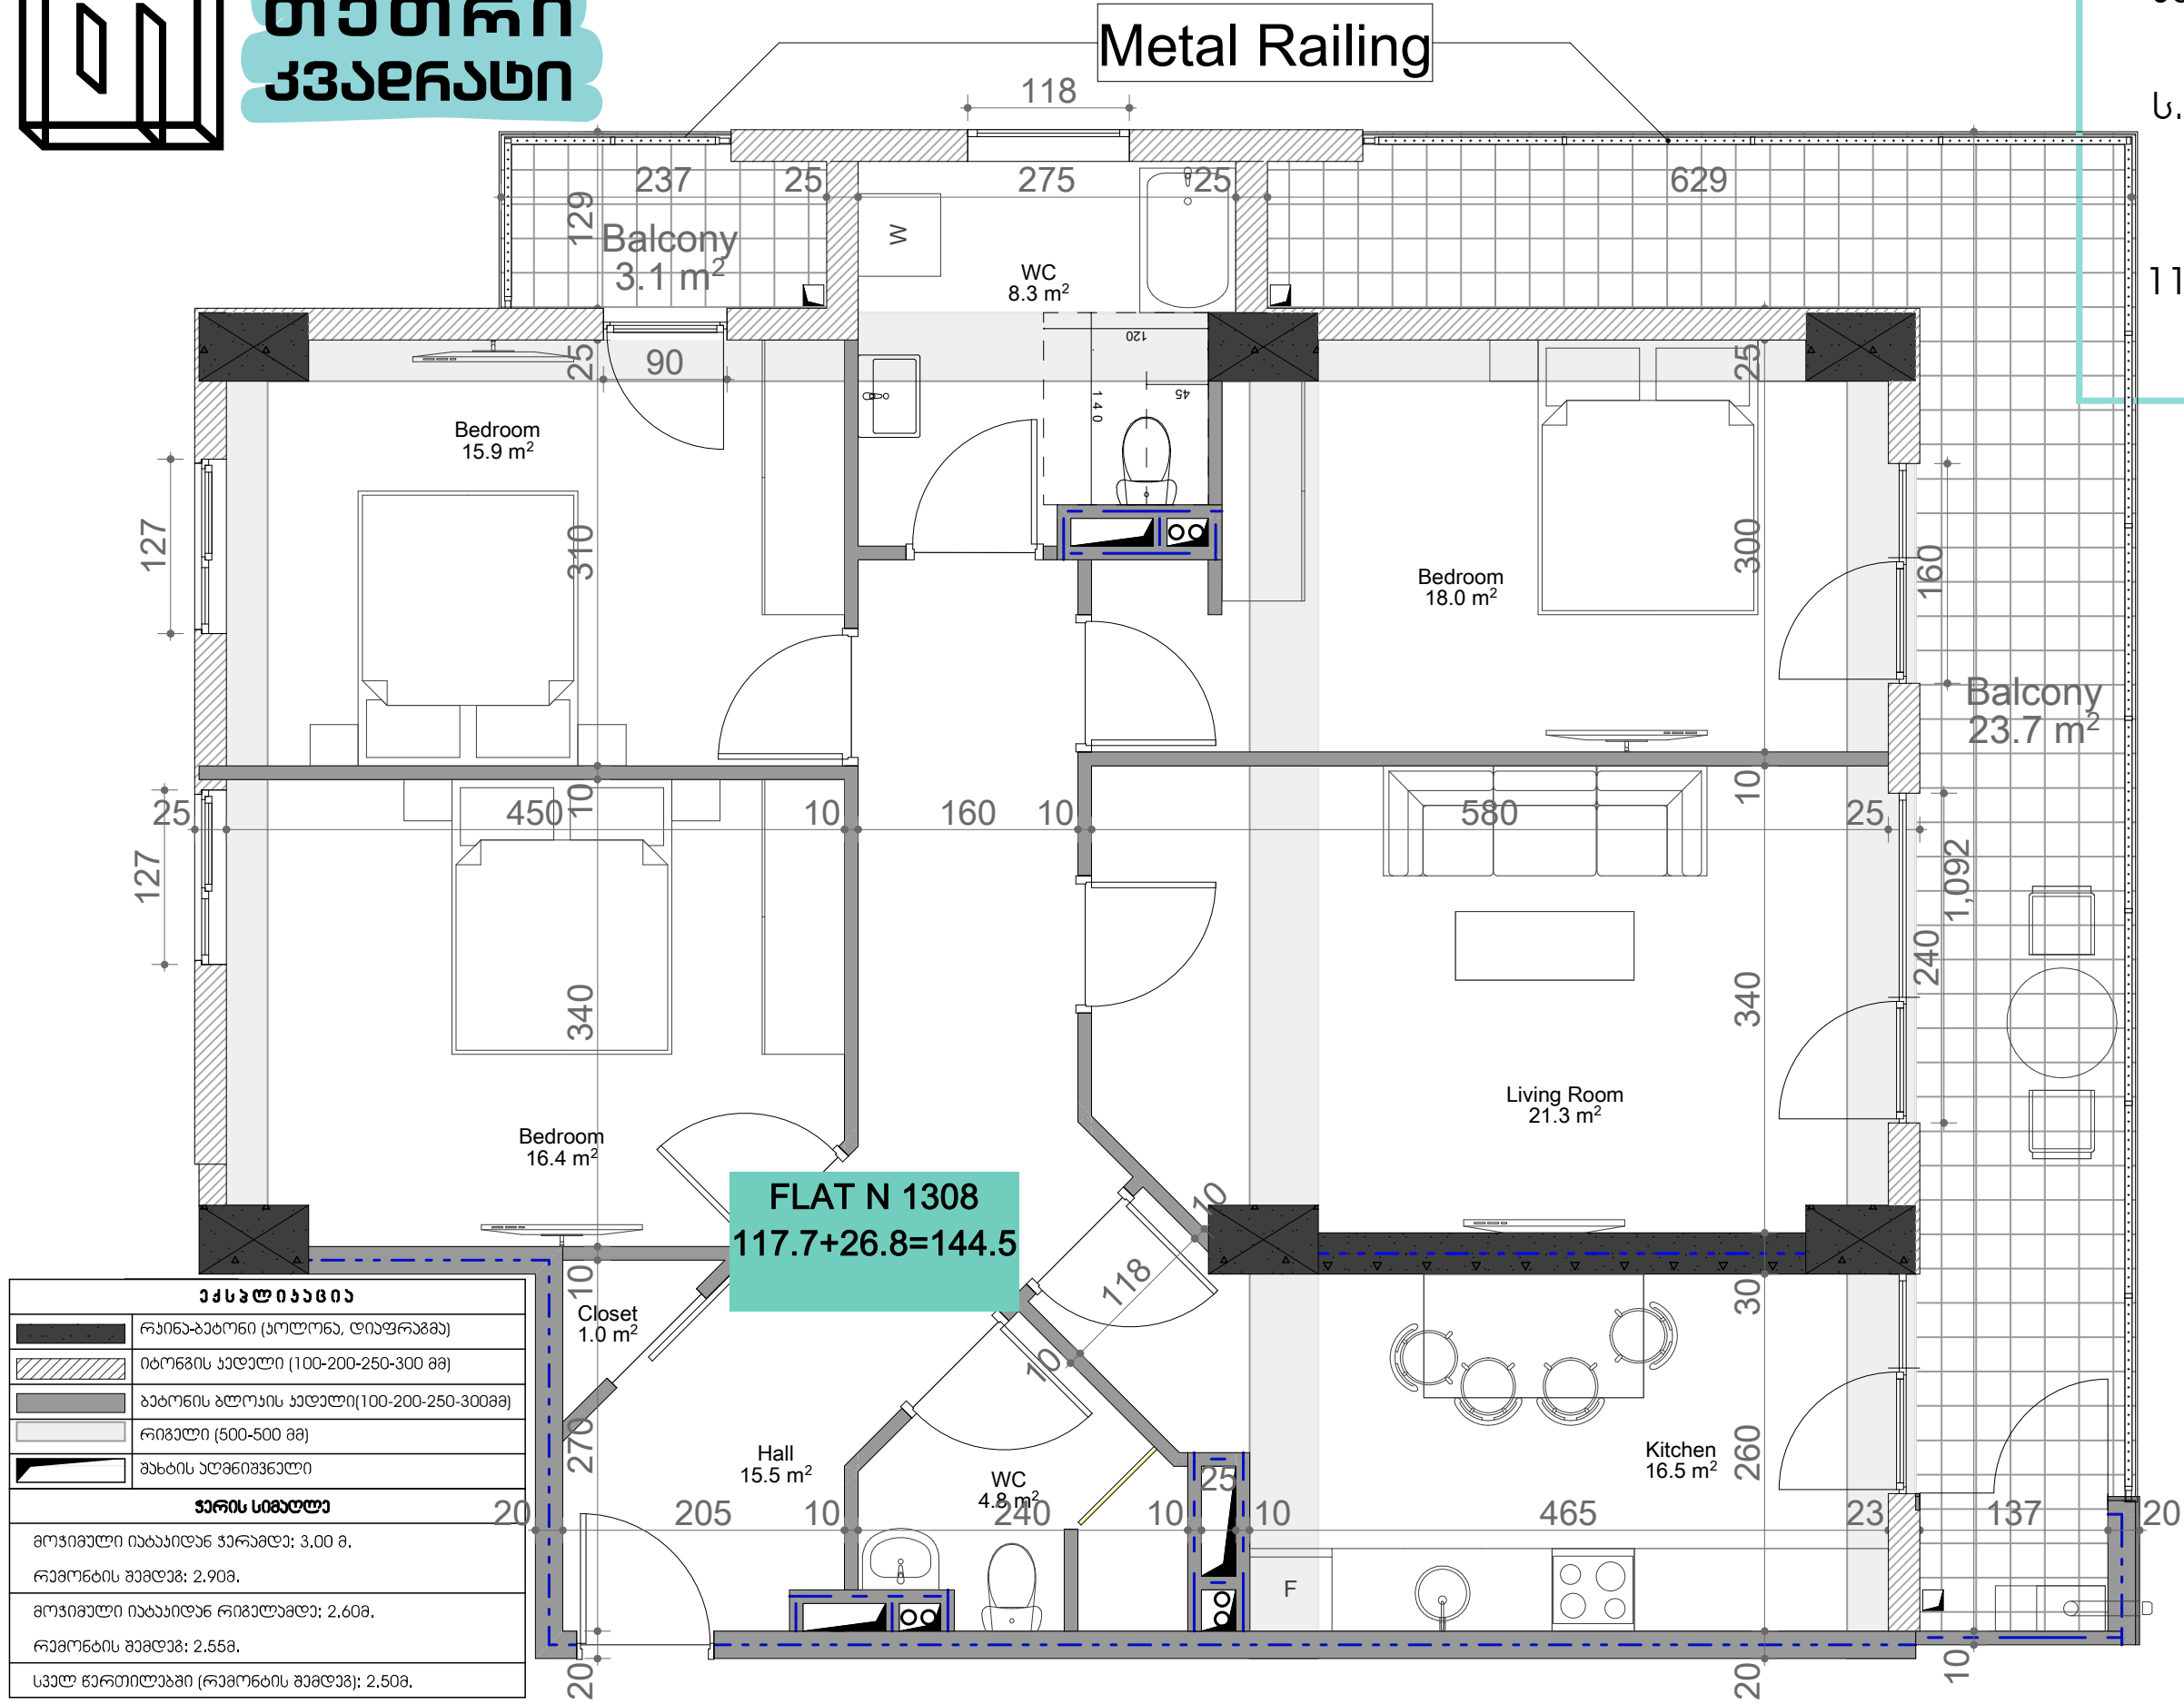 თეთრი
კვადრატი
Metal Railing
ს.
11
118
237
25
275
25
629
129
Balcony
3.1 m²
W
WC
8.3 m²
120
140
45
25
90
25
Bedroom
15.9 m²
127
310
300
160
Bedroom
18.0 m²
Balcony
23.7 m²
25
450
10
10
160
10
580
10
25
127
1,092
240
340
340
Living Room
21.3 m²
Bedroom
16.4 m²
FLAT N 1308
117.7+26.8=144.5
10
118
10
10
30
Closet
1.0 m²
270
Hall
15.5 m²
WC
4.8 m²
25
Kitchen
16.5 m²
260
20
205
10
240
10
10
465
23
137
20
F
20
20
10
ექსპლიკაცია
რკინა-ბეტონი (კოლონა, დიაფრაგმა)
იტონგის კედელი (100-200-250-300 მმ)
ბეტონის ბლოკის კედელი(100-200-250-300მმ)
რიგელი (500-500 მმ)
შახტის აღმნიშვნელი
ჭერის სიმაღლე
მოჭიმული იატაკიდან ჭერამდე: 3.00 მ.
რემონტის შემდეგ: 2.90მ.
მოჭიმული იატაკიდან რიგელამდე: 2.60მ.
რემონტის შემდეგ: 2.55მ.
სველ წერტილებში (რემონტის შემდეგ): 2.50მ.